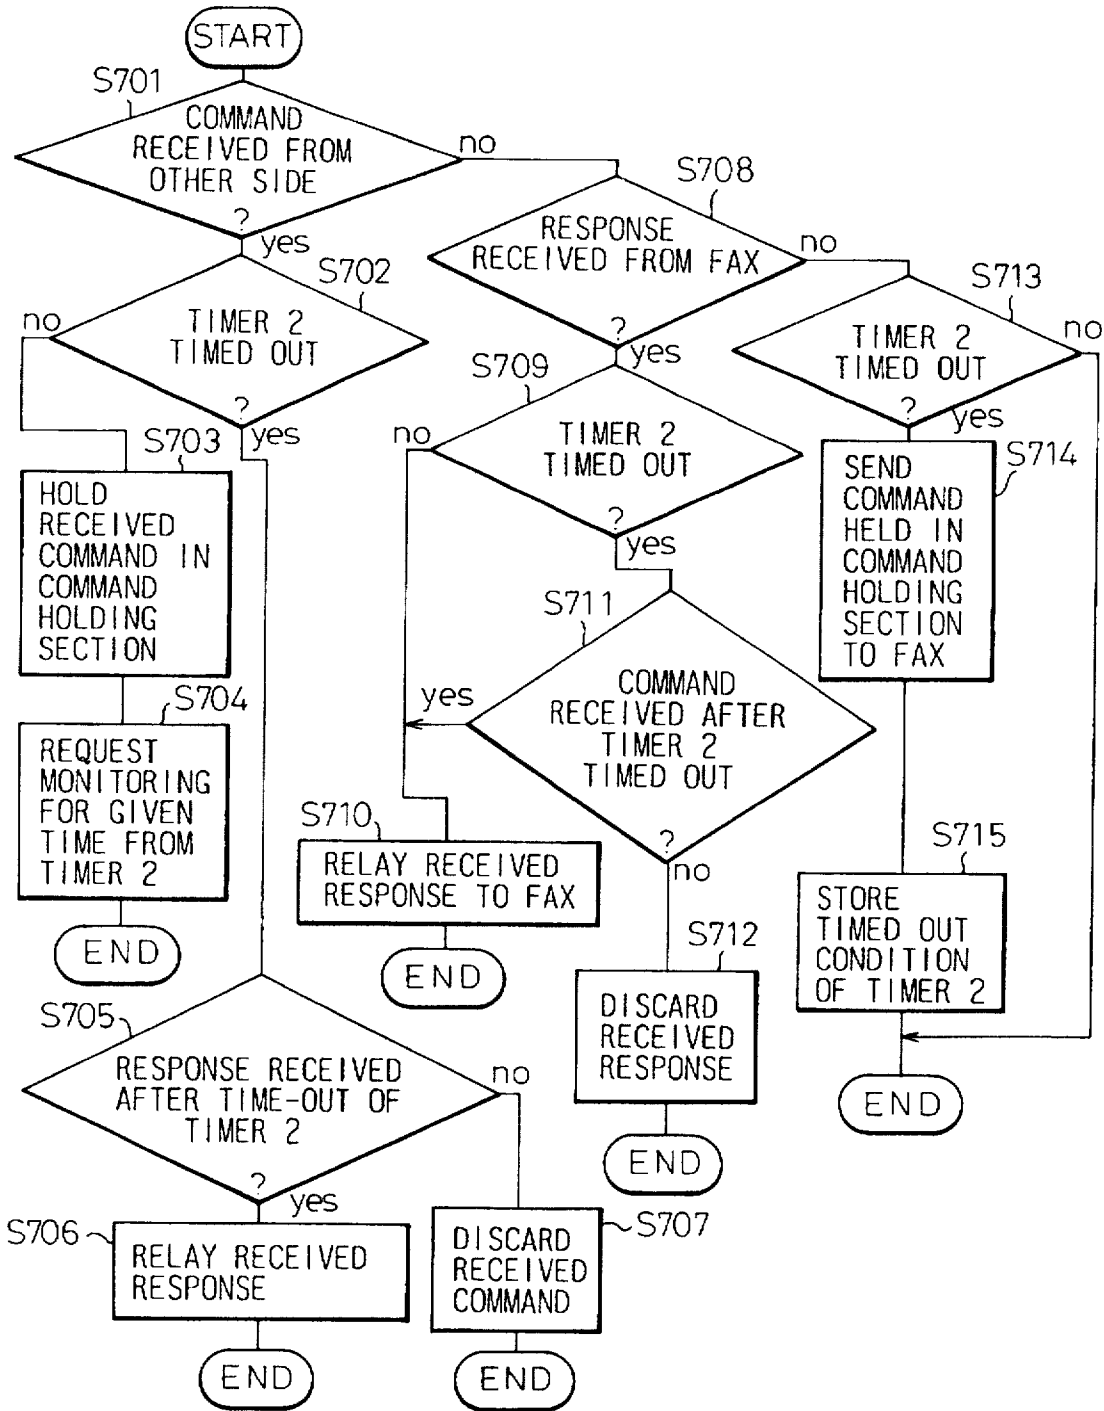 START
S701
COMMAND
RECEIVED FROM
OTHER SIDE
?
no
yes
S708
RESPONSE
RECEIVED FROM FAX
?
no
yes
S702
TIMER 2
TIMED OUT
?
no
yes
S713
TIMER 2
TIMED OUT
?
no
yes
S709
TIMER 2
TIMED OUT
?
no
yes
S703
HOLD
RECEIVED
COMMAND IN
COMMAND
HOLDING
SECTION
S714
SEND
COMMAND
HELD IN
COMMAND
HOLDING
SECTION
TO FAX
S711
COMMAND
RECEIVED AFTER
TIMER 2
TIMED OUT
?
yes
no
S704
REQUEST
MONITORING
FOR GIVEN
TIME FROM
TIMER 2
END
S710
RELAY RECEIVED
RESPONSE TO FAX
END
S715
STORE
TIMED OUT
CONDITION
OF TIMER 2
END
S712
DISCARD
RECEIVED
RESPONSE
END
S705
RESPONSE RECEIVED
AFTER TIME-OUT OF
TIMER 2
?
no
yes
S706
RELAY RECEIVED
RESPONSE
END
S707
DISCARD
RECEIVED
COMMAND
END